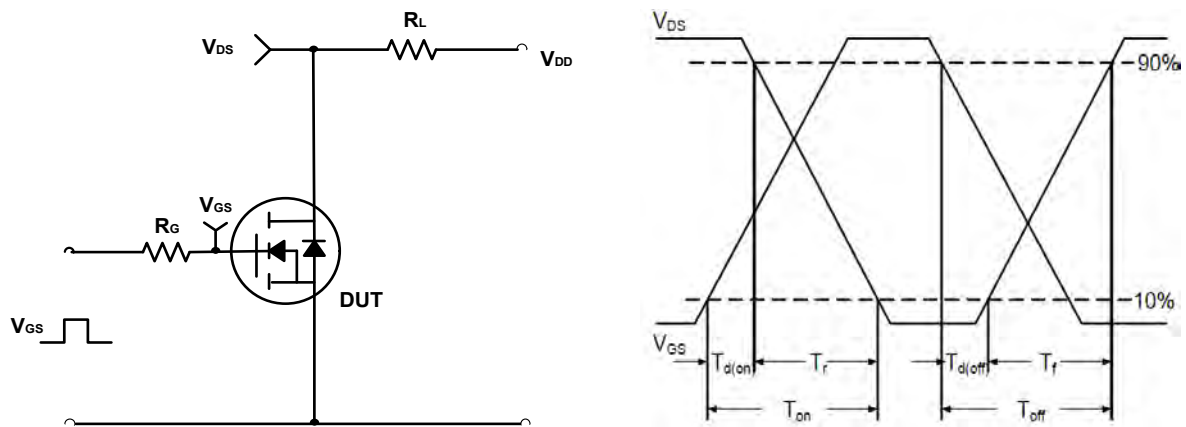 RL
VDS
VDD
VGS
RG
DUT
VGS
VDS
90%
10%
VGS
Td(on)
Tr
Td(off)
Tf
Ton
Toff